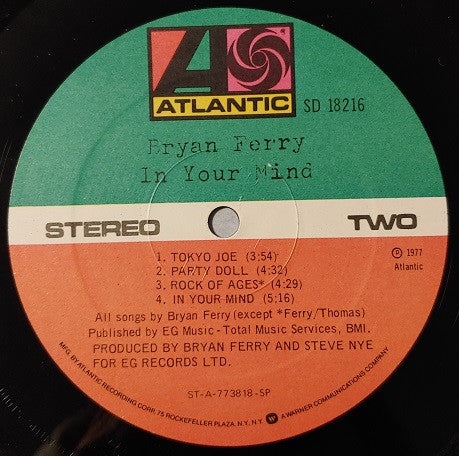 ATLANTIC
SD 18216
Bryan Ferry
In Your Mind
STEREO
TWO
1. TOKYO JOE (3:54)
2. PARTY DOLL (4:32)
3. ROCK OF AGES* (4:29)
4. IN YOUR MIND (5:16)
℗ 1977
Atlantic
All songs by Bryan Ferry (except *Ferry/Thomas)
Published by EG Music - Total Music Services, BMI.
PRODUCED BY BRYAN FERRY AND STEVE NYE
FOR EG RECORDS LTD.
ST-A-773818-SP
MFG. BY ATLANTIC RECORDING CORP., 75 ROCKEFELLER PLAZA, N.Y., N.Y. A WARNER COMMUNICATIONS COMPANY